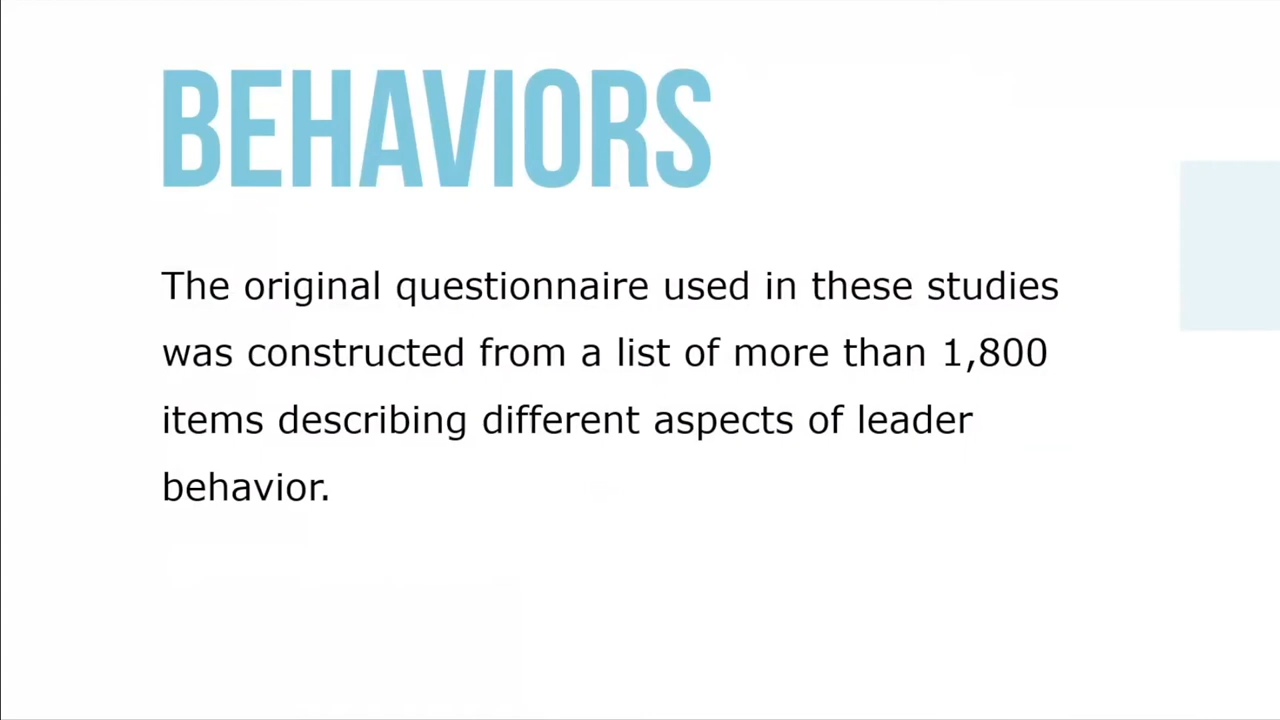 BEHAVIORS
The original questionnaire used in these studies
was constructed from a list of more than 1,800
items describing different aspects of leader
behavior.